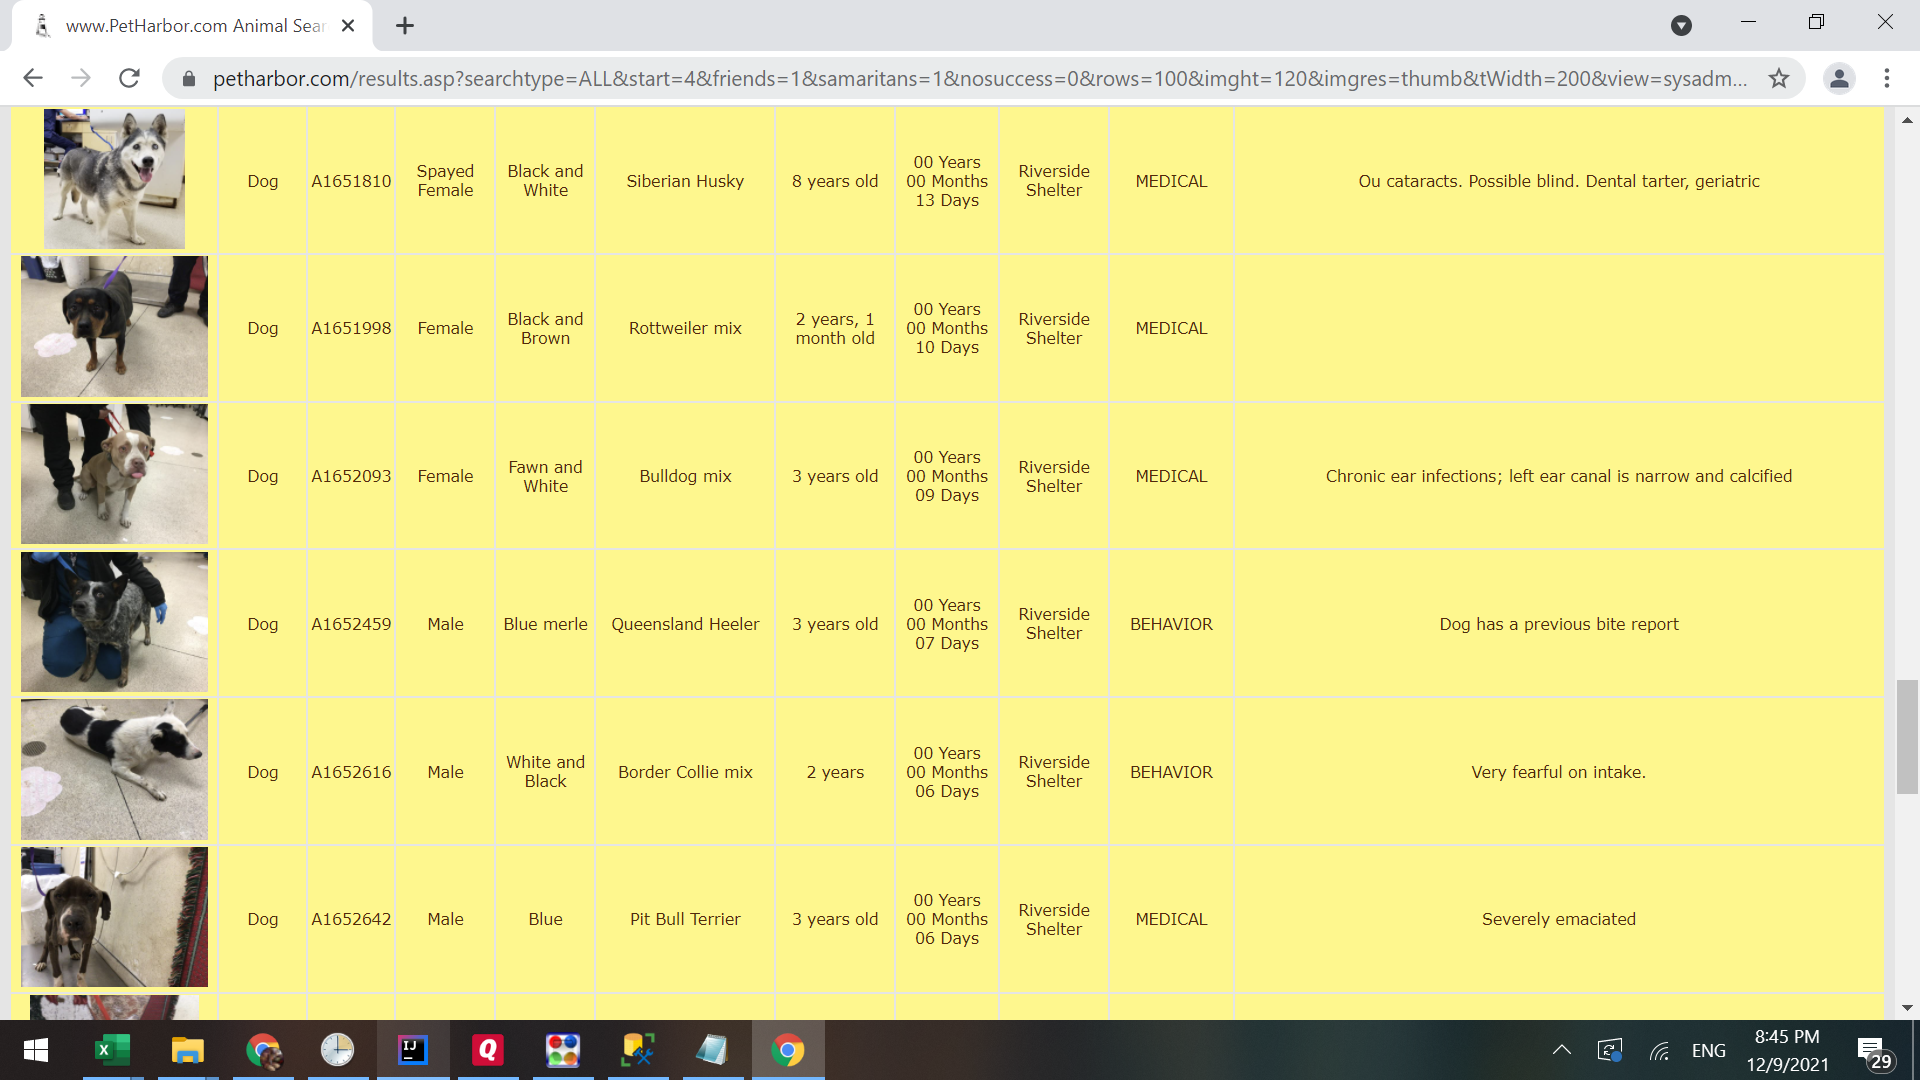 www.PetHarbor.com Animal Sear
petharbor.com/results.asp?searchtype=ALL&start=4&friends=1&samaritans=1&nosuccess=0&rows=100&imght=120&imgres=thumb&tWidth=200&view=sysadm...
Dog
A1651810
Spayed
Female
Black and
White
Siberian Husky
8 years old
00 Years
00 Months
13 Days
Riverside
Shelter
MEDICAL
Ou cataracts. Possible blind. Dental tarter, geriatric
Dog
A1651998
Female
Black and
Brown
Rottweiler mix
2 years, 1
month old
00 Years
00 Months
10 Days
Riverside
Shelter
MEDICAL
Dog
A1652093
Female
Fawn and
White
Bulldog mix
3 years old
00 Years
00 Months
09 Days
Riverside
Shelter
MEDICAL
Chronic ear infections; left ear canal is narrow and calcified
Dog
A1652459
Male
Blue merle
Queensland Heeler
3 years old
00 Years
00 Months
07 Days
Riverside
Shelter
BEHAVIOR
Dog has a previous bite report
Dog
A1652616
Male
White and
Black
Border Collie mix
2 years
00 Years
00 Months
06 Days
Riverside
Shelter
BEHAVIOR
Very fearful on intake.
Dog
A1652642
Male
Blue
Pit Bull Terrier
3 years old
00 Years
00 Months
06 Days
Riverside
Shelter
MEDICAL
Severely emaciated
X
IJ
Q
ENG
8:45 PM
12/9/2021
29